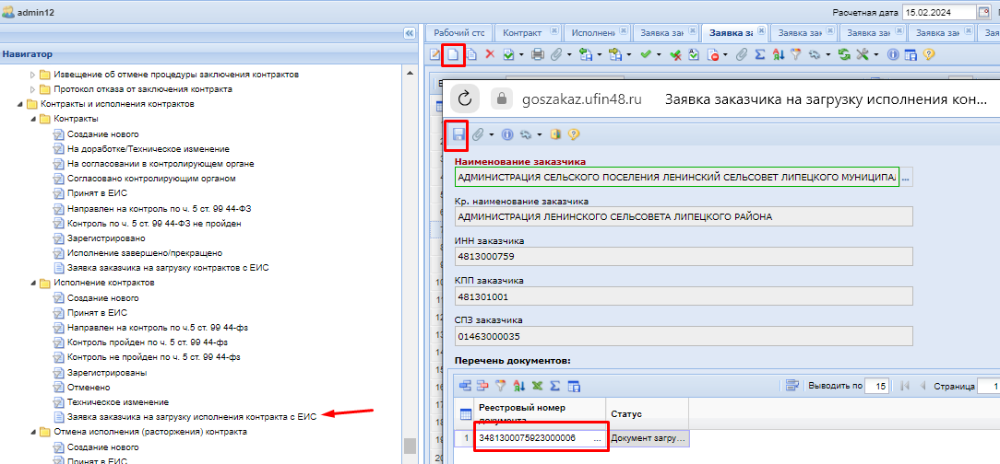 admin12
Расчетная дата 15.02.2024
Навигатор
Извещение об отмене процедуры заключения контрактов
Протокол отказа от заключения контракта
Контракты и исполнения контрактов
Контракты
Создание нового
На доработке/Техническое изменение
На согласовании в контролирующем органе
Согласовано контролирующим органом
Принят в ЕИС
Направлен на контроль по ч. 5 ст. 99 44-ФЗ
Контроль по ч. 5 ст. 99 44-ФЗ не пройден
Зарегистрировано
Исполнение завершено/прекращено
Заявка заказчика на загрузку контрактов с ЕИС
Исполнение контрактов
Создание нового
Принят в ЕИС
Направлен на контроль по ч.5 ст. 99 44-фз
Контроль пройден по ч. 5 ст. 99 44-фз
Контроль не пройден по ч. 5 ст. 99 44-фз
Зарегистрированы
Отменено
Техническое изменение
Заявка заказчика на загрузку исполнения контракта с ЕИС
Отмена исполнения (расторжения) контракта
Создание нового
Принят в ЕИС
Рабочий стс Контракт Исполнени Заявка зак Заявка за Заявка зак Заявка зак Заявка зак Зая
goszakaz.ufin48.ru Заявка заказчика на загрузку исполнения кон...
Наименование заказчика
АДМИНИСТРАЦИЯ СЕЛЬСКОГО ПОСЕЛЕНИЯ ЛЕНИНСКИЙ СЕЛЬСОВЕТ ЛИПЕЦКОГО МУНИЦИПАЛ ...
Кр. наименование заказчика
АДМИНИСТРАЦИЯ ЛЕНИНСКОГО СЕЛЬСОВЕТА ЛИПЕЦКОГО РАЙОНА
ИНН заказчика
4813000759
КПП заказчика
481301001
СПЗ заказчика
01463000035
Перечень документов:
Выводить по 15 Страница 1
Реестровый номер документа Статус
1 3481300075923000006 ... Документ загру...